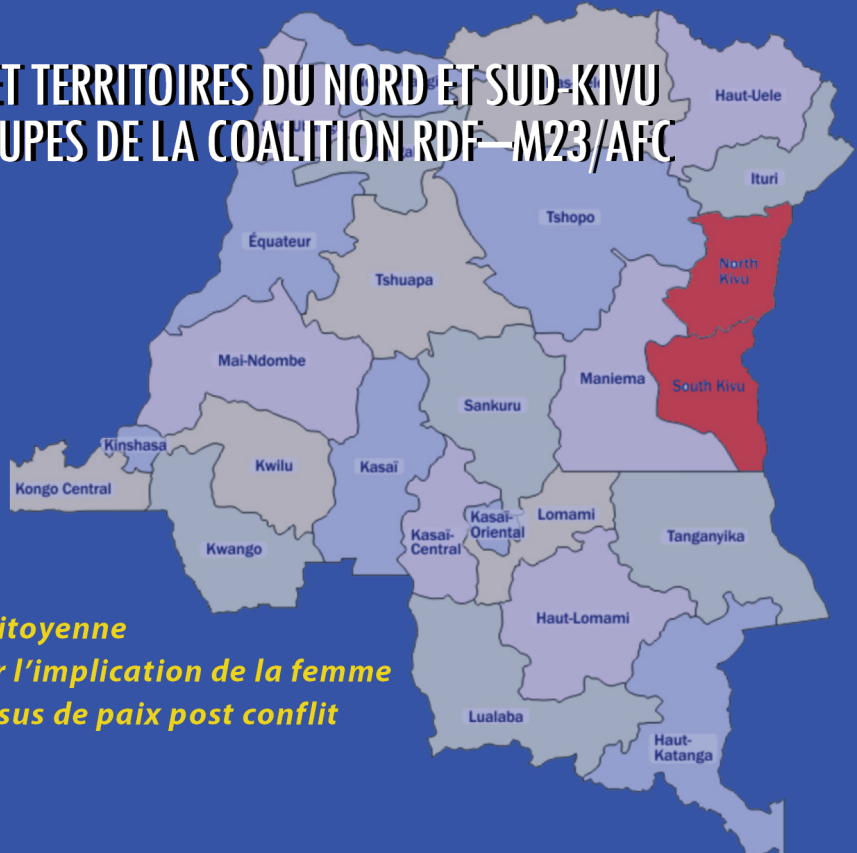 ET TERRITOIRES DU NORD ET SUD-KIVU
UPES DE LA COALITION RDF–M23/AFC
Haut-Uele
Ituri
Tshopo
Équateur
North
Kivu
Tshuapa
Mai-Ndombe
Maniema
South Kivu
Sankuru
Kinshasa
Kwilu
Kasaï
Kongo Central
Lomami
Kasaï-
Oriental
Kasaï-
Central
Tanganyika
Kwango
Haut-Lomami
itoyenne
r l'implication de la femme
sus de paix post conflit
Lualaba
Haut-
Katanga